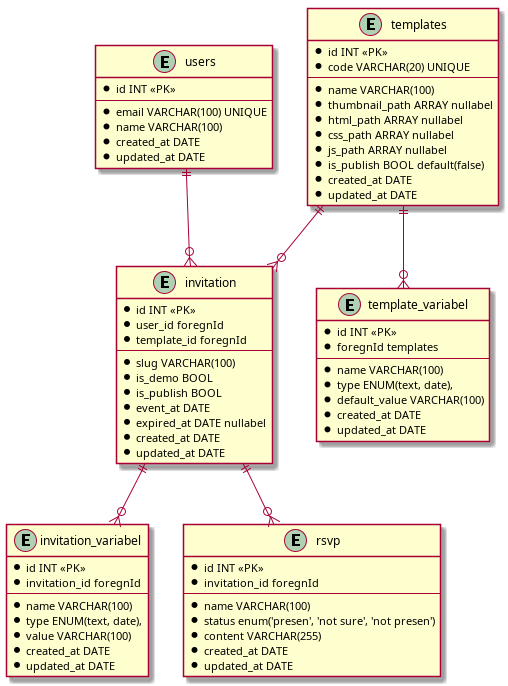 E templates
id INT «PK»
code VARCHAR(20) UNIQUE
name VARCHAR(100)
thumbnail_path ARRAY nullabel
html_path ARRAY nullabel
css_path ARRAY nullabel
js_path ARRAY nullabel
is_publish BOOL default(false)
created_at DATE
updated_at DATE
E users
id INT «PK»
email VARCHAR(100) UNIQUE
name VARCHAR(100)
created_at DATE
updated_at DATE
E invitation
id INT «PK»
user_id foregnId
template_id foregnId
slug VARCHAR(100)
is_demo BOOL
is_publish BOOL
event_at DATE
expired_at DATE nullabel
created_at DATE
updated_at DATE
E template_variabel
id INT «PK»
foregnId templates
name VARCHAR(100)
type ENUM(text, date),
default_value VARCHAR(100)
created_at DATE
updated_at DATE
E invitation_variabel
id INT «PK»
invitation_id foregnId
name VARCHAR(100)
type ENUM(text, date),
value VARCHAR(100)
created_at DATE
updated_at DATE
E rsvp
id INT «PK»
invitation_id foregnId
name VARCHAR(100)
status enum('presen', 'not sure', 'not presen')
content VARCHAR(255)
created_at DATE
updated_at DATE